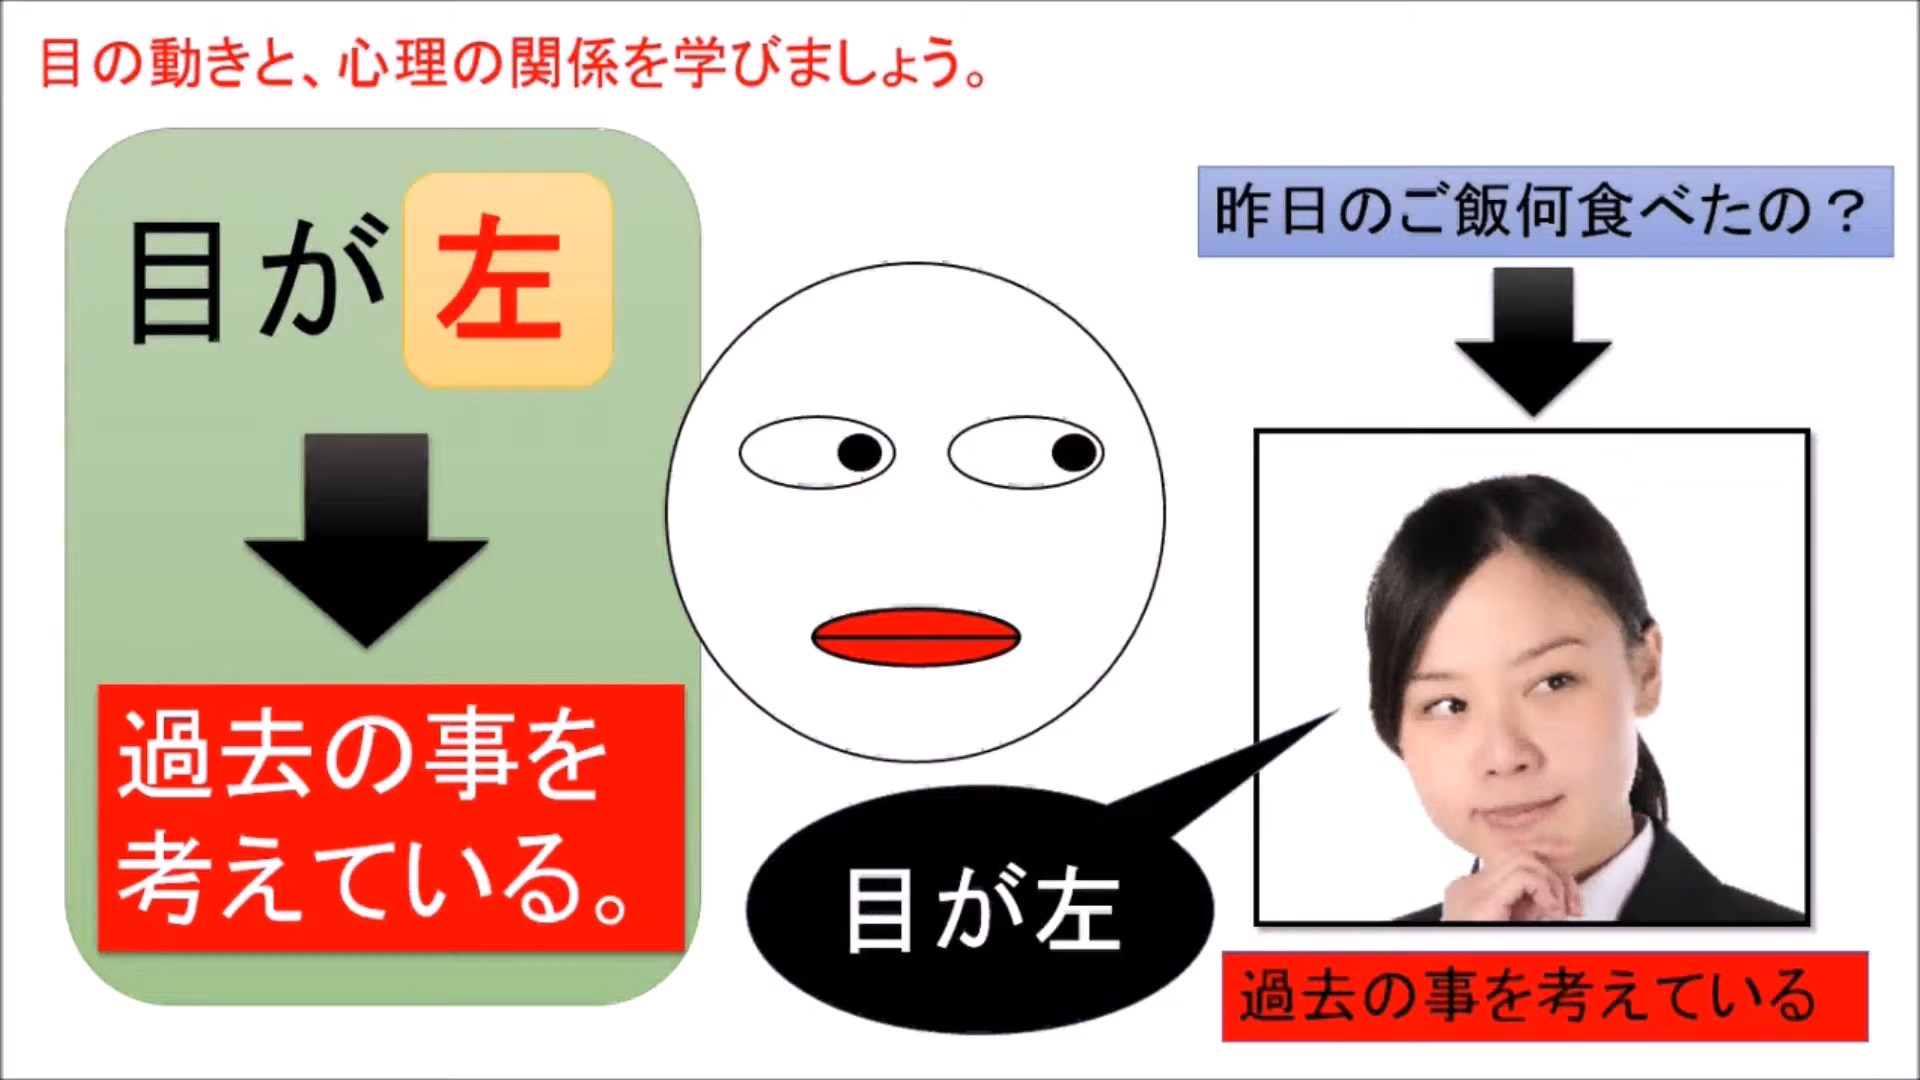 目の動きと、心理の関係を学びましょう。
目が左
過去の事を
考えている。
目が左
昨日のご飯何食べたの？
過去の事を考えている